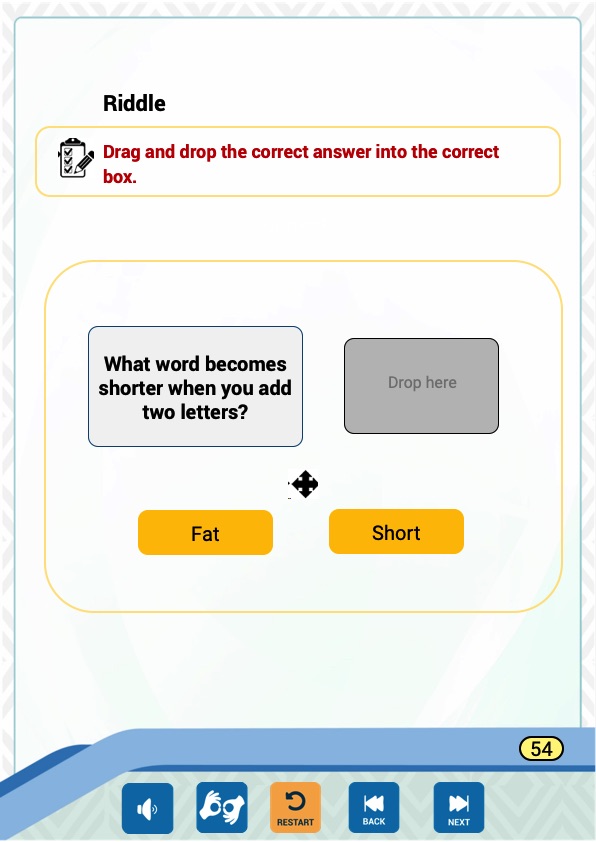 Riddle
Drag and drop the correct answer into the correct
box.
What word becomes
shorter when you add
two letters?
Drop here
Fat
Short
54
RESTART
BACK
NEXT